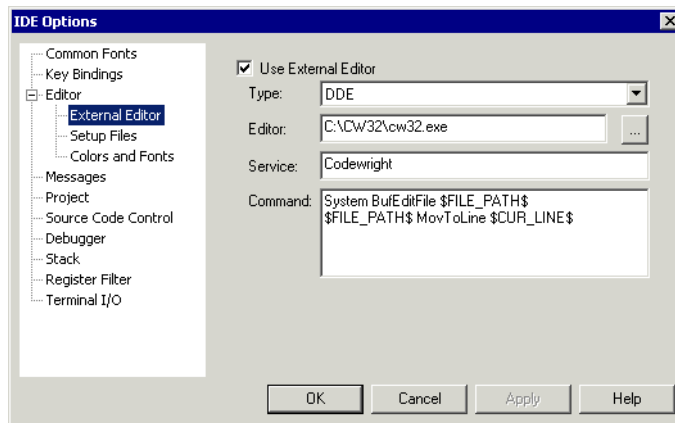 IDE Options
Common Fonts
Key Bindings
Editor
External Editor
Setup Files
Colors and Fonts
Messages
Project
Source Code Control
Debugger
Stack
Register Filter
Terminal I/O
Use External Editor
Type: DDE
Editor: C:\CW32\cw32.exe ...
Service: Codewright
Command: System BufEditFile $FILE_PATH$
$FILE_PATH$ MovToLine $CUR_LINE$
OK Cancel Apply Help